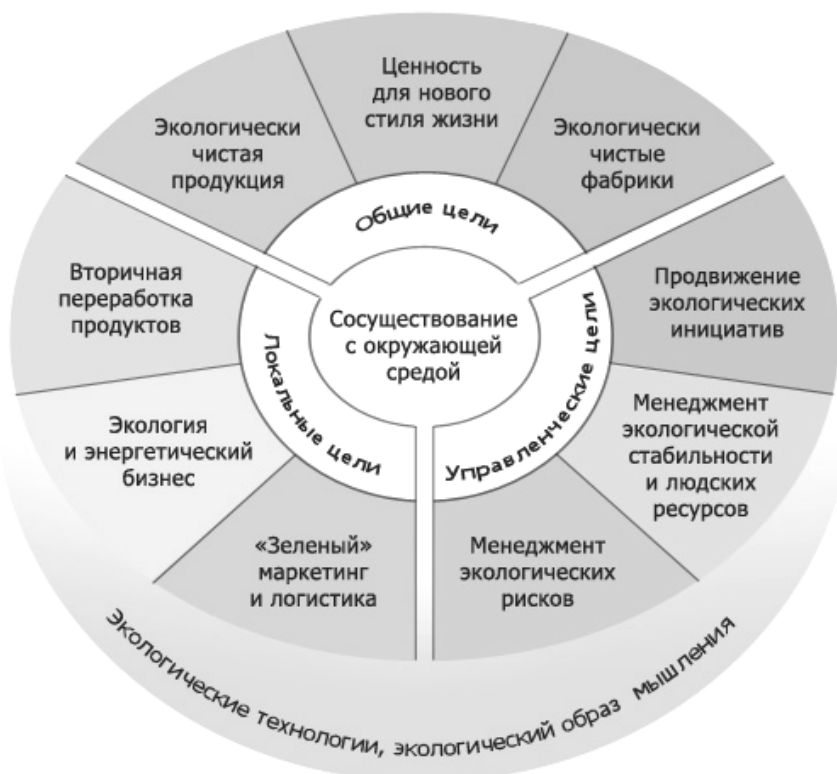 Ценность
для нового
стиля жизни
Экологически
чистая
продукция
Экологически
чистые
фабрики
Общие цели
Вторичная
переработка
продуктов
Продвижение
экологических
инициатив
Сосуществование
с окружающей
средой
Локальные цели
Управленческие цели
Экология
и энергетический
бизнес
Менеджмент
экологической
стабильности
и людских
ресурсов
«Зеленый»
маркетинг
и логистика
Менеджмент
экологических
рисков
Экологические технологии, экологический образ мышления